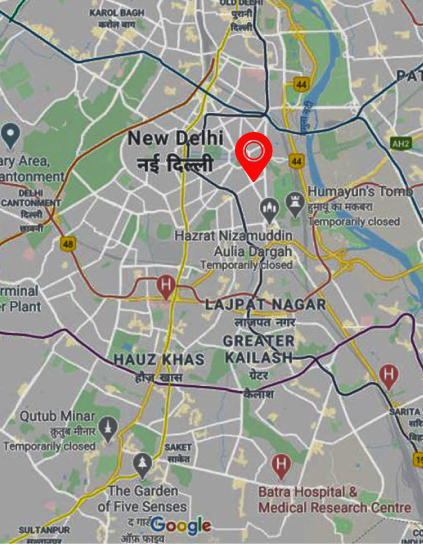 OLD DELHI
पुरानी
दिल्ली
KAROL BAGH
करोल बाग
44
PAT
New Delhi
नई दिल्ली
AH2
ary Area,
antonment
44
DELHI
CANTONMENT
दिल्ली
छावनी
Humayun's Tomb
हुमायूं का मकबरा
Temporarily closed
48
Hazrat Nizamuddin
Aulia Dargah
Temporarily closed
rminal
er Plant
H
LAJPAT NAGAR
लाजपत नगर
GREATER
KAILASH
ग्रेटर
कैलाश
HAUZ KHAS
हौज़ खास
H
Qutub Minar
क़ुतुब मीनार
Temporarily closed
SARITA
SAKET
साकेत
19
H
The Garden
of Five Senses
द गार्ड
ऑफ़ फाइव
Batra Hospital &
Medical Research Centre
Google
SULTANPUR
सुल्तानपुर